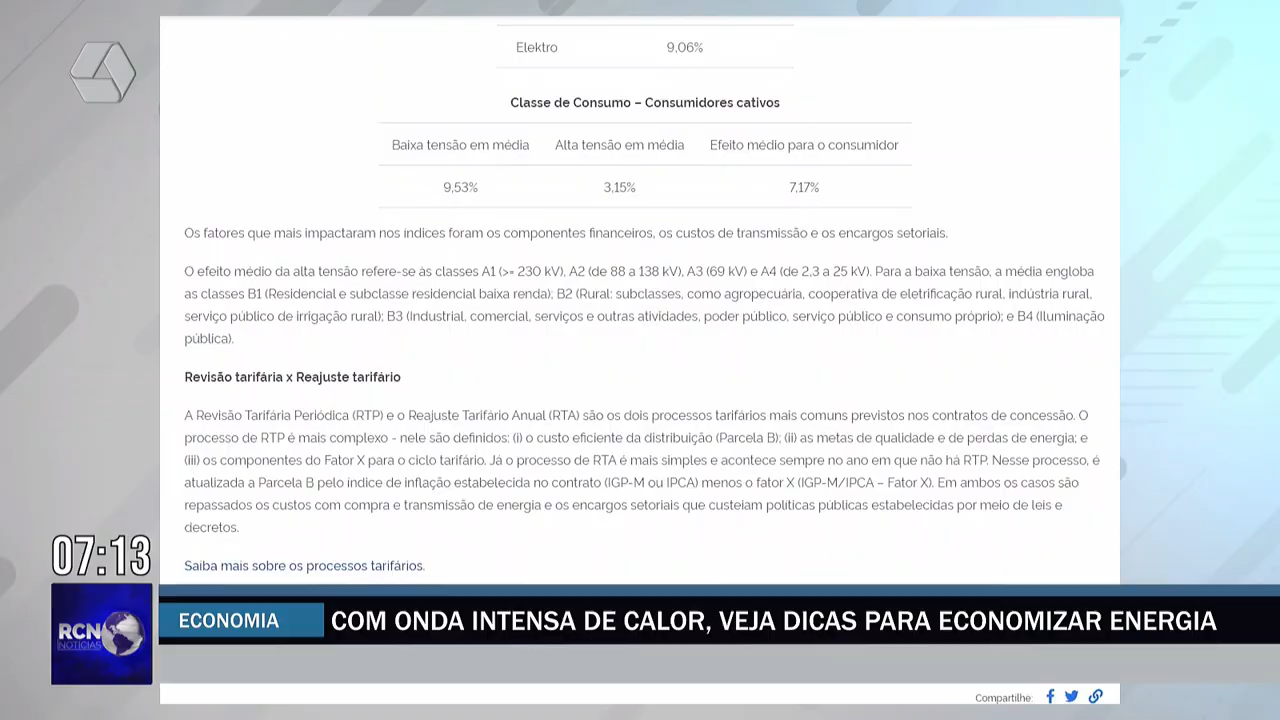 Elektro 9,06%
Classe de Consumo – Consumidores cativos
Baixa tensão em média Alta tensão em média Efeito médio para o consumidor
9,53% 3,15% 7,17%
Os fatores que mais impactaram nos índices foram os componentes financeiros, os custos de transmissão e os encargos setoriais.
O efeito médio da alta tensão refere-se às classes A1 (>= 230 kV), A2 (de 88 a 138 kV), A3 (69 kV) e A4 (de 2,3 a 25 kV). Para a baixa tensão, a média engloba
as classes B1 (Residencial e subclasse residencial baixa renda); B2 (Rural: subclasses, como agropecuária, cooperativa de eletrificação rural, indústria rural,
serviço público de irrigação rural); B3 (Industrial, comercial, serviços e outras atividades, poder público, serviço público e consumo próprio); e B4 (Iluminação
pública).
Revisão tarifária x Reajuste tarifário
A Revisão Tarifária Periódica (RTP) e o Reajuste Tarifário Anual (RTA) são os dois processos tarifários mais comuns previstos nos contratos de concessão. O
processo de RTP é mais complexo - nele são definidos: (i) o custo eficiente da distribuição (Parcela B); (ii) as metas de qualidade e de perdas de energia; e
(iii) os componentes do Fator X para o ciclo tarifário. Já o processo de RTA é mais simples e acontece sempre no ano em que não há RTP. Nesse processo, é
atualizada a Parcela B pelo índice de inflação estabelecida no contrato (IGP-M ou IPCA) menos o fator X (IGP-M/IPCA – Fator X). Em ambos os casos são
repassados os custos com compra e transmissão de energia e os encargos setoriais que custeiam políticas públicas estabelecidas por meio de leis e
decretos.
Saiba mais sobre os processos tarifários.
07:13
RCN
NOTÍCIAS
ECONOMIA
COM ONDA INTENSA DE CALOR, VEJA DICAS PARA ECONOMIZAR ENERGIA
Compartilhe: